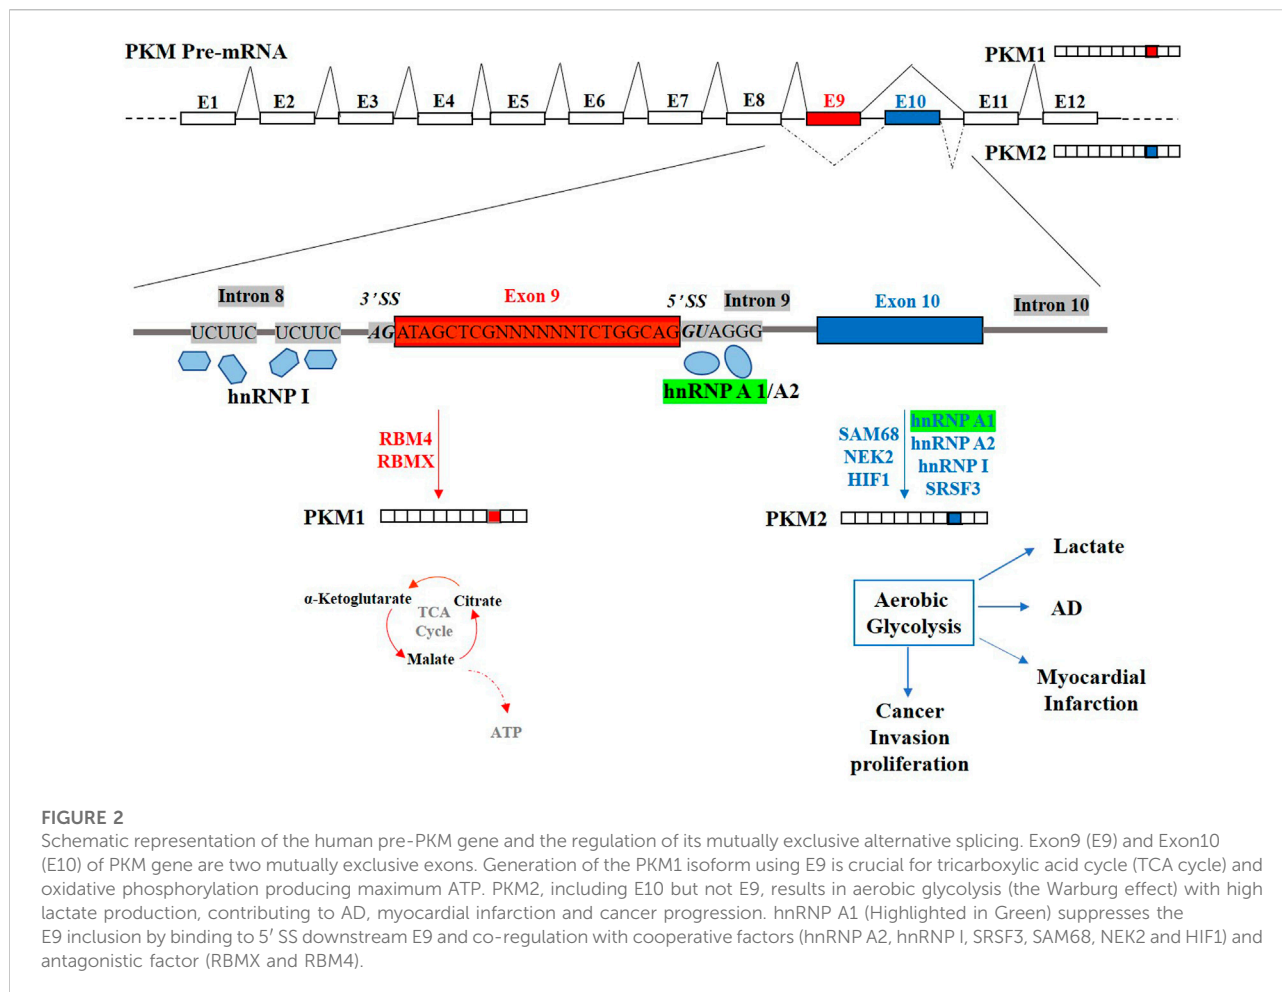 PKM Pre-mRNA
PKM1
E1 E2 E3 E4 E5 E6 E7 E8 E9 E10 E11 E12
PKM2
Intron 8 3'SS Exon 9 5'SS Intron 9 Exon 10 Intron 10
UCUUC UCUUC AGATAGCTCGNNNNNNTCTGGCAGGUAGGG
hnRNP I hnRNP A 1/A2
RBM4
RBMX
SAM68
NEK2
HIF1
hnRNP A1
hnRNP A2
hnRNP I
SRSF3
PKM1
PKM2
α-Ketoglutarate Citrate
TCA
Cycle
Malate
ATP
Aerobic
Glycolysis
Lactate
AD
Myocardial
Infarction
Cancer
Invasion
proliferation
FIGURE 2
Schematic representation of the human pre-PKM gene and the regulation of its mutually exclusive alternative splicing. Exon9 (E9) and Exon10
(E10) of PKM gene are two mutually exclusive exons. Generation of the PKM1 isoform using E9 is crucial for tricarboxylic acid cycle (TCA cycle) and
oxidative phosphorylation producing maximum ATP. PKM2, including E10 but not E9, results in aerobic glycolysis (the Warburg effect) with high
lactate production, contributing to AD, myocardial infarction and cancer progression. hnRNP A1 (Highlighted in Green) suppresses the
E9 inclusion by binding to 5′ SS downstream E9 and co-regulation with cooperative factors (hnRNP A2, hnRNP I, SRSF3, SAM68, NEK2 and HIF1) and
antagonistic factor (RBMX and RBM4).